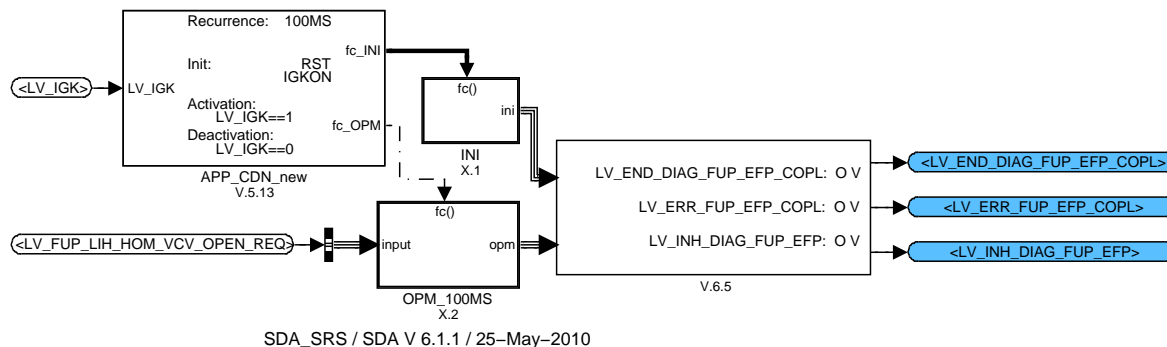 Recurrence: 100MS
fc_INI
Init: RST
IGKON
<LV_IGK>
LV_IGK
Activation:
LV_IGK==1
Deactivation:
LV_IGK==0
fc_OPM
APP_CDN_new
V.5.13
fc()
ini
INI
X.1
fc()
<LV_FUP_LIH_HOM_VCV_OPEN_REQ>
input
opm
OPM_100MS
X.2
LV_END_DIAG_FUP_EFP_COPL: O V
<LV_END_DIAG_FUP_EFP_COPL>
LV_ERR_FUP_EFP_COPL: O V
<LV_ERR_FUP_EFP_COPL>
LV_INH_DIAG_FUP_EFP: O V
<LV_INH_DIAG_FUP_EFP>
V.6.5
SDA_SRS / SDA V 6.1.1 / 25−May−2010